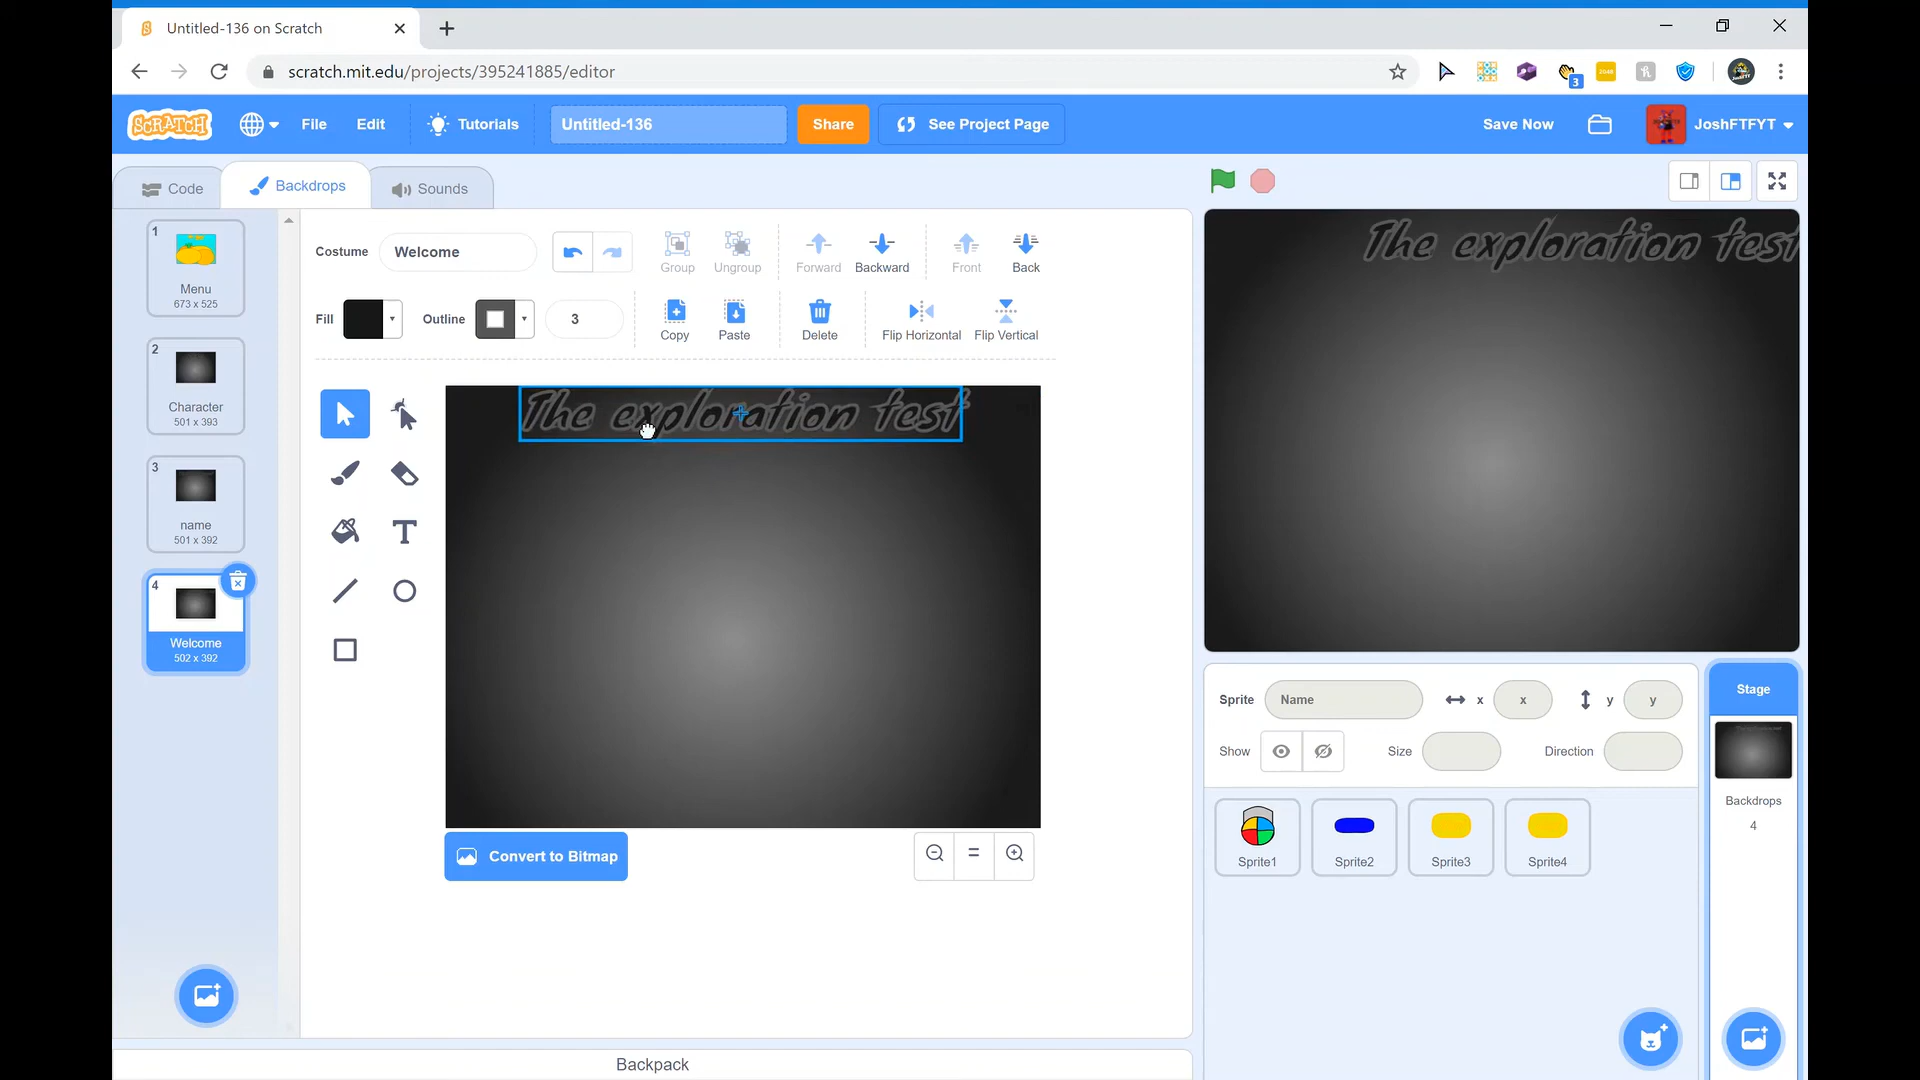 Untitled-136 on Scratch
scratch.mit.edu/projects/395241885/editor
3
2048
SCRATCH
File
Edit
Tutorials
Untitled-136
Share
See Project Page
Save Now
JoshFTFYT
Code
Backdrops
Sounds
1
Menu
673 x 525
2
Character
501 x 393
3
name
501 x 392
4
Welcome
502 x 392
Costume
Welcome
Group
Ungroup
Forward
Backward
Front
Back
Fill
Outline
3
Copy
Paste
Delete
Flip Horizontal
Flip Vertical
The exploration test
Convert to Bitmap
The exploration test
Sprite
Name
x
x
y
y
Show
Size
Direction
Sprite1
Sprite2
Sprite3
Sprite4
Stage
Backdrops
4
Backpack